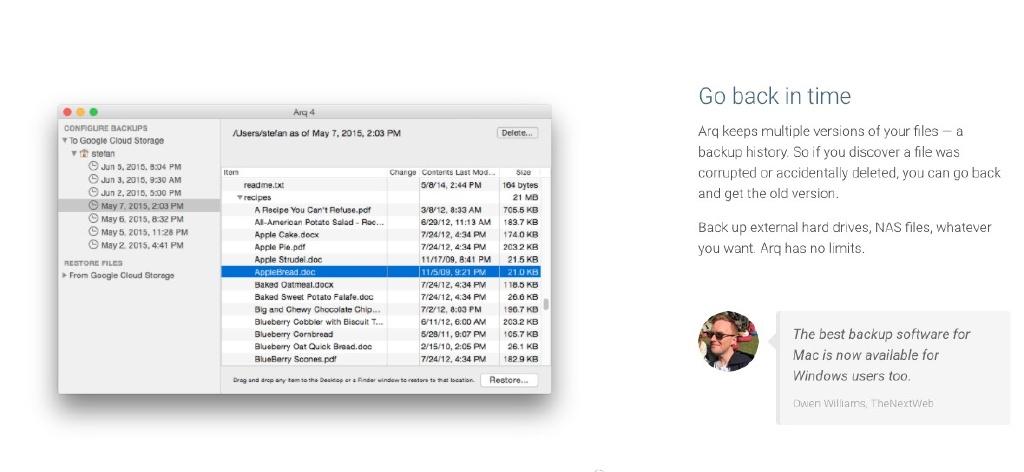 Arq 4
CONFIGURE BACKUPS
To Google Cloud Storage
stefan
Jun 5, 2015, 8:04 PM
Jun 3, 2015, 9:30 AM
Jun 2, 2015, 5:00 PM
May 7, 2015, 2:03 PM
May 6, 2015, 8:32 PM
May 5, 2015, 11:28 PM
May 2, 2015, 4:41 PM
RESTORE FILES
From Google Cloud Storage
/Users/stefan as of May 7, 2015, 2:03 PM
Delete...
Item Change Contents Last Mod... Size
readme.txt 5/8/14, 2:44 PM 164 bytes
recipes 21 MB
A Recipe You Can't Refuse.pdf 3/8/12, 8:33 AM 705.5 KB
All-American Potato Salad - Rec... 6/29/12, 11:13 AM 183.7 KB
Apple Cake.docx 7/24/12, 4:34 PM 174.0 KB
Apple Pie.pdf 7/24/12, 4:34 PM 203.2 KB
Apple Strudel.doc 11/17/09, 8:41 PM 21.5 KB
AppleBread.doc 11/5/09, 9:21 PM 21.0 KB
Baked Oatmeal.docx 7/24/12, 4:34 PM 118.5 KB
Baked Sweet Potato Falafe.doc 7/24/12, 4:34 PM 26.6 KB
Big and Chewy Chocolate Chip... 7/2/12, 8:03 PM 196.7 KB
Blueberry Cobbler with Biscuit T... 6/11/12, 6:00 AM 203.2 KB
Blueberry Cornbread 5/28/11, 9:07 PM 105.7 KB
Blueberry Oat Quick Bread.doc 2/15/10, 2:05 PM 26.1 KB
BlueBerry Scones.pdf 7/24/12, 4:34 PM 182.9 KB
Drag and drop any item to the Desktop or a Finder window to restore to that location.
Restore...
Go back in time
Arq keeps multiple versions of your files — a
backup history. So if you discover a file was
corrupted or accidentally deleted, you can go back
and get the old version.
Back up external hard drives, NAS files, whatever
you want. Arq has no limits.
The best backup software for
Mac is now available for
Windows users too.
Owen Williams, TheNextWeb